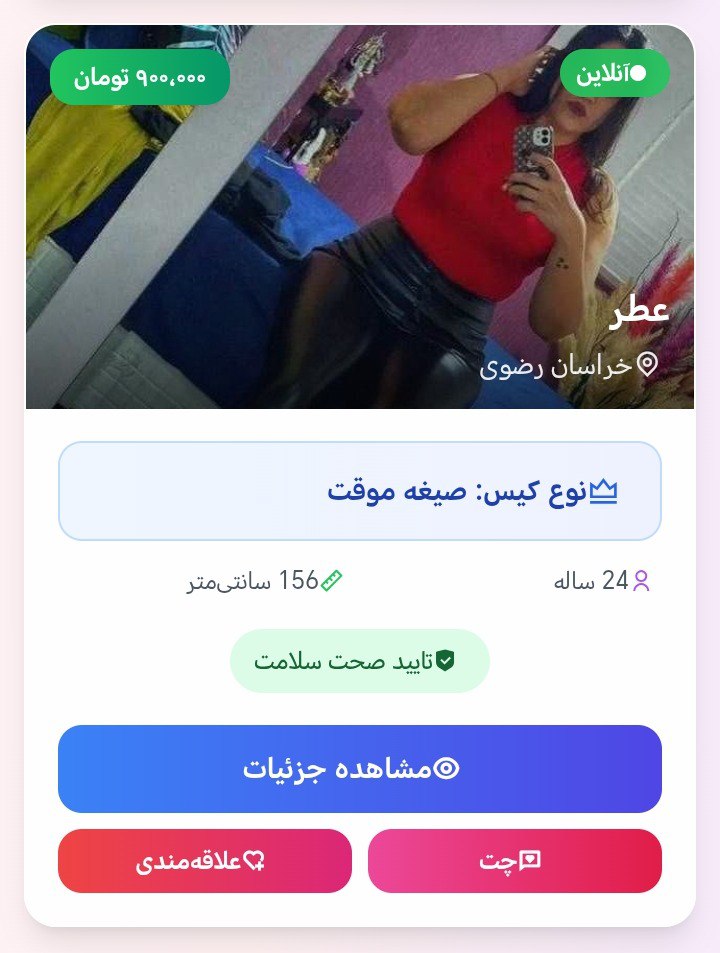 آنلاین
۹۰۰,۰۰۰ تومان
عطر
خراسان رضوی
نوع کیس: صیغه موقت
24 ساله
156 سانتی‌متر
تایید صحت سلامت
مشاهده جزئیات
چت
علاقه‌مندی